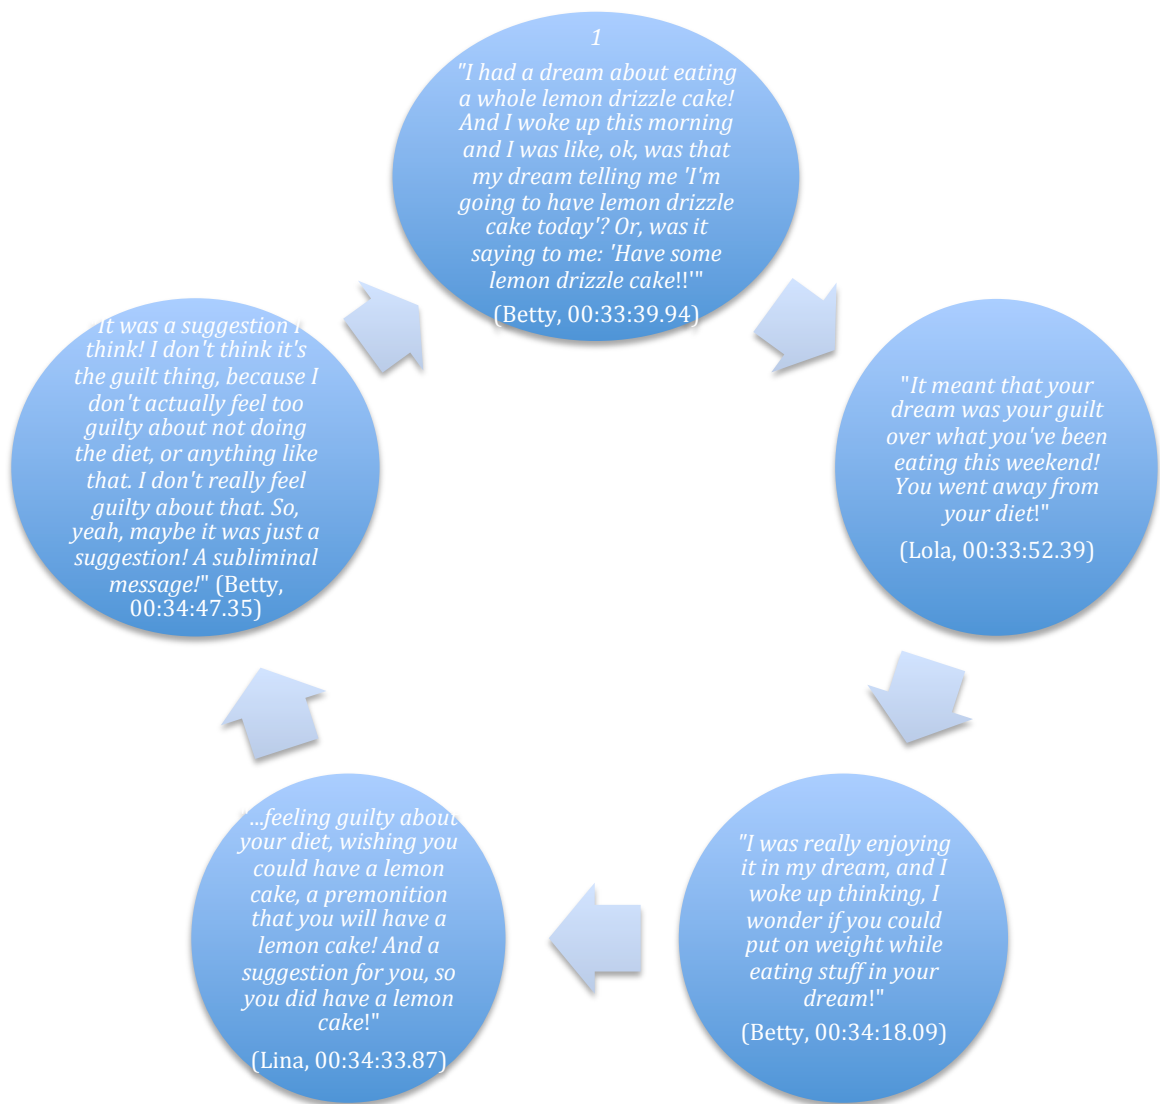 1
"I had a dream about eating
a whole lemon drizzle cake!
And I woke up this morning
and I was like, ok, was that
my dream telling me 'I'm
going to have lemon drizzle
cake today'? Or, was it
saying to me: 'Have some
lemon drizzle cake!!'"
(Betty, 00:33:39.94)
"It meant that your
dream was your guilt
over what you've been
eating this weekend!
You went away from
your diet!"
(Lola, 00:33:52.39)
"I was really enjoying
it in my dream, and I
woke up thinking, I
wonder if you could
put on weight while
eating stuff in your
dream!"
(Betty, 00:34:18.09)
"...feeling guilty about
your diet, wishing you
could have a lemon
cake, a premonition
that you will have a
lemon cake! And a
suggestion for you, so
you did have a lemon
cake!"
(Lina, 00:34:33.87)
"It was a suggestion I
think! I don't think it's
the guilt thing, because I
don't actually feel too
guilty about not doing
the diet, or anything like
that. I don't really feel
guilty about that. So,
yeah, maybe it was just a
suggestion! A subliminal
message!" (Betty,
00:34:47.35)